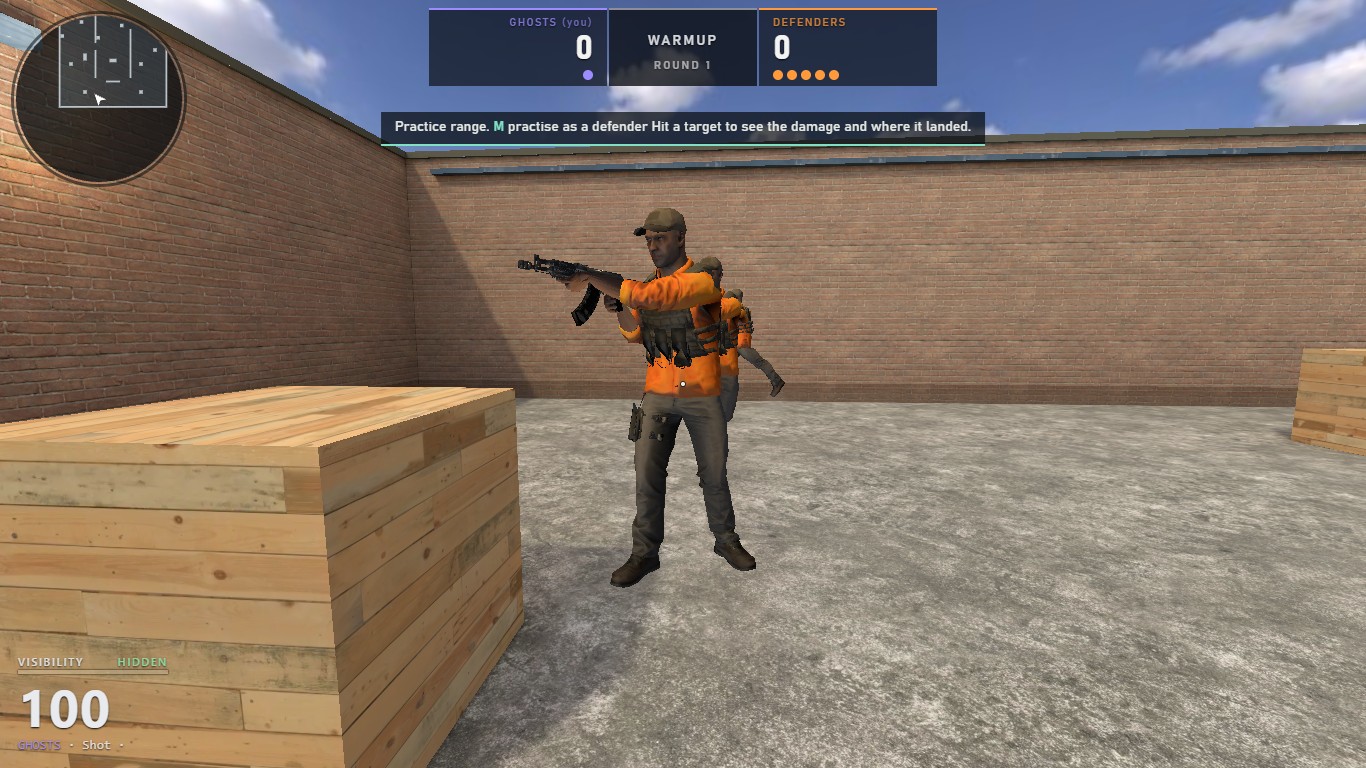 GHOSTS (you)
0
WARMUP
ROUND 1
DEFENDERS
0
Practice range. M practise as a defender Hit a target to see the damage and where it landed.
VISIBILITY HIDDEN
100
GHOSTS · Shot ·